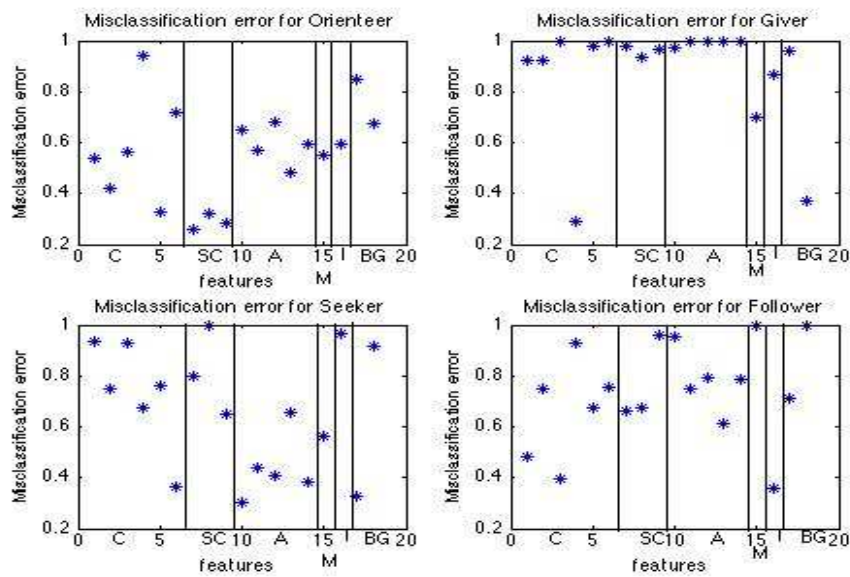 Misclassification error for Orienteer
Misclassification error
1
0.8
0.6
0.4
0.2
0 C 5 SC 10 A 15 I BG 20
M
features
Misclassification error for Giver
Misclassification error
1
0.8
0.6
0.4
0.2
0 C 5 SC 10 A 15 I BG 20
M
features
Misclassification error for Seeker
Misclassification error
1
0.8
0.6
0.4
0.2
0 C 5 SC 10 A 15 I BG 20
M
features
Misclassification error for Follower
Misclassification error
1
0.8
0.6
0.4
0.2
0 C 5 SC 10 A 15 I BG 20
M
features